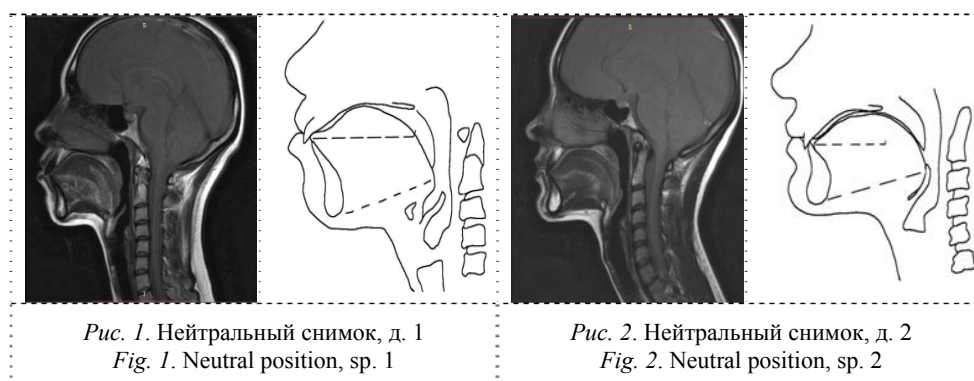 Рис. 1. Нейтральный снимок, д. 1
Fig. 1. Neutral position, sp. 1
Рис. 2. Нейтральный снимок, д. 2
Fig. 2. Neutral position, sp. 2